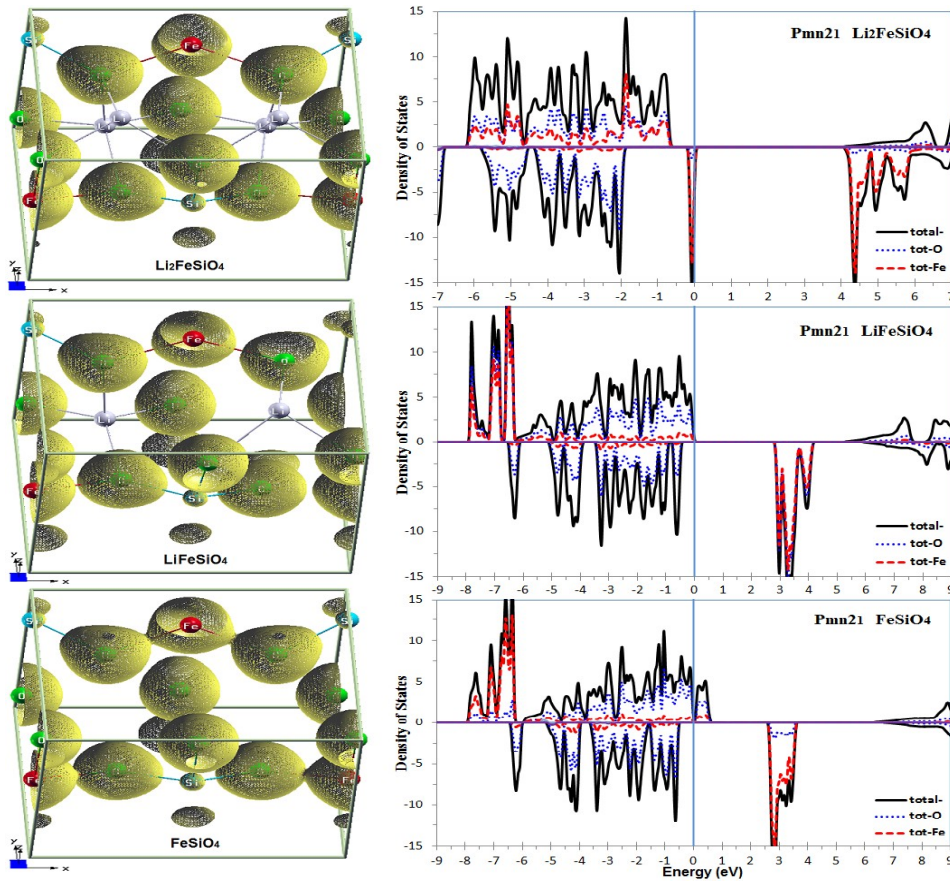 Si
Fe
Si
Li
Li
Li
Li
O
Fe
Si
Fe
Li₂FeSiO₄
Y
Z
X
15
10
5
0
-5
-10
15
Density of States
Pmn21 Li₂FeSiO₄
total-
tot-O
tot-Fe
-7 -6 -5 -4 -3 -2 -1 0 1 2 3 4 5 6 7
Si
Fe
Si
O
Li
Li
Fe
Si
LiFeSiO₄
Y
Z
X
15
10
5
0
-5
-10
15
Density of States
Pmn21 LiFeSiO₄
total-
tot-O
tot-Fe
-9 -8 -7 -6 -5 -4 -3 -2 -1 0 1 2 3 4 5 6 7 8 9
Si
Fe
Si
O
O
Fe
Si
Fe
FeSiO₄
Y
Z
X
15
10
5
0
-5
-10
15
Density of States
Pmn21 FeSiO₄
total-
tot-O
tot-Fe
-9 -8 -7 -6 -5 -4 -3 -2 -1 0 1 2 3 4 5 6 7 8 9
Energy (eV)